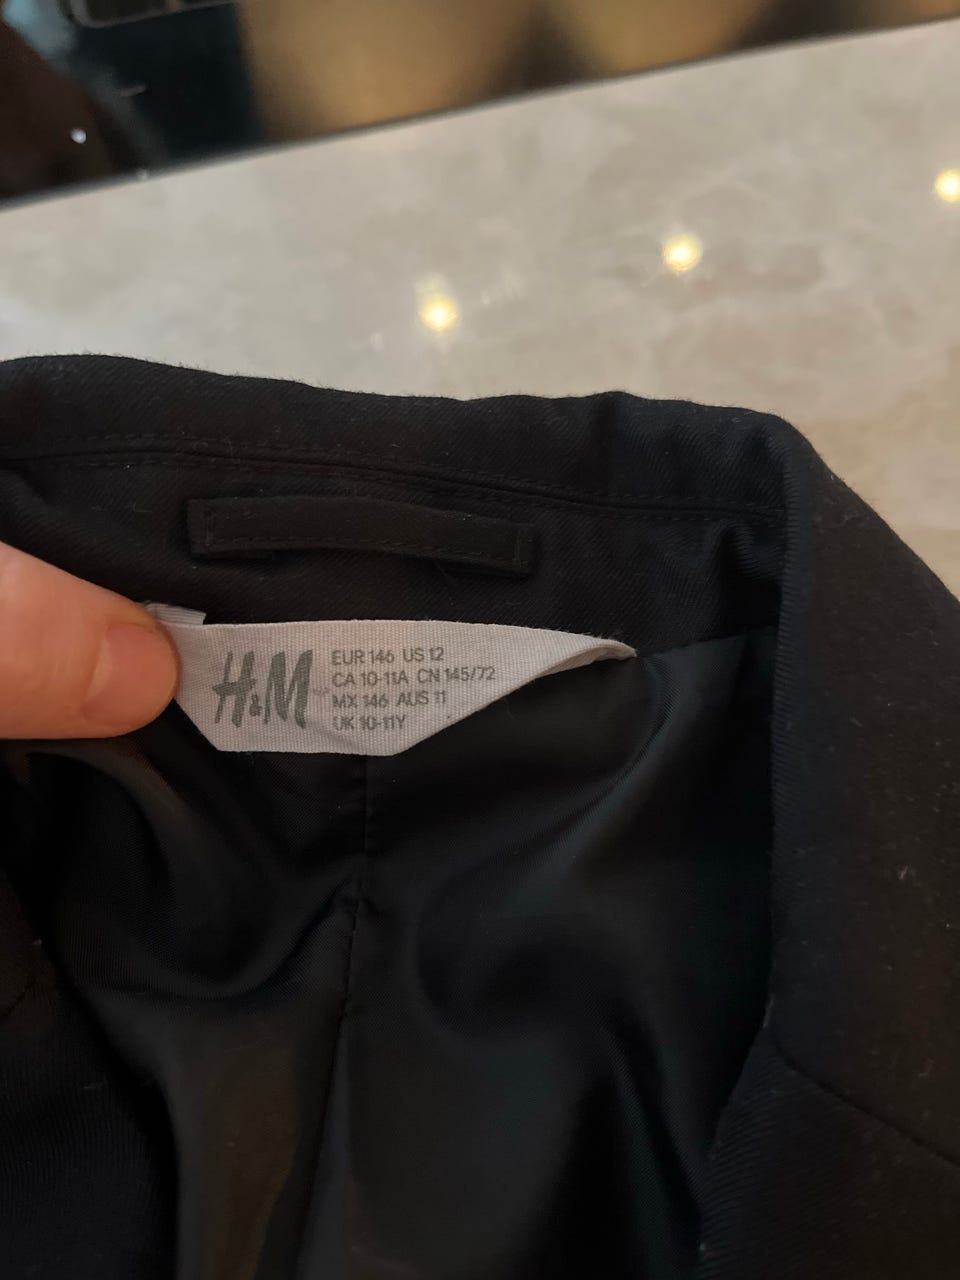 H&M
EUR 146 US 12
CA 10-11A CN 145/72
MX 146 AUS 11
UK 10-11Y